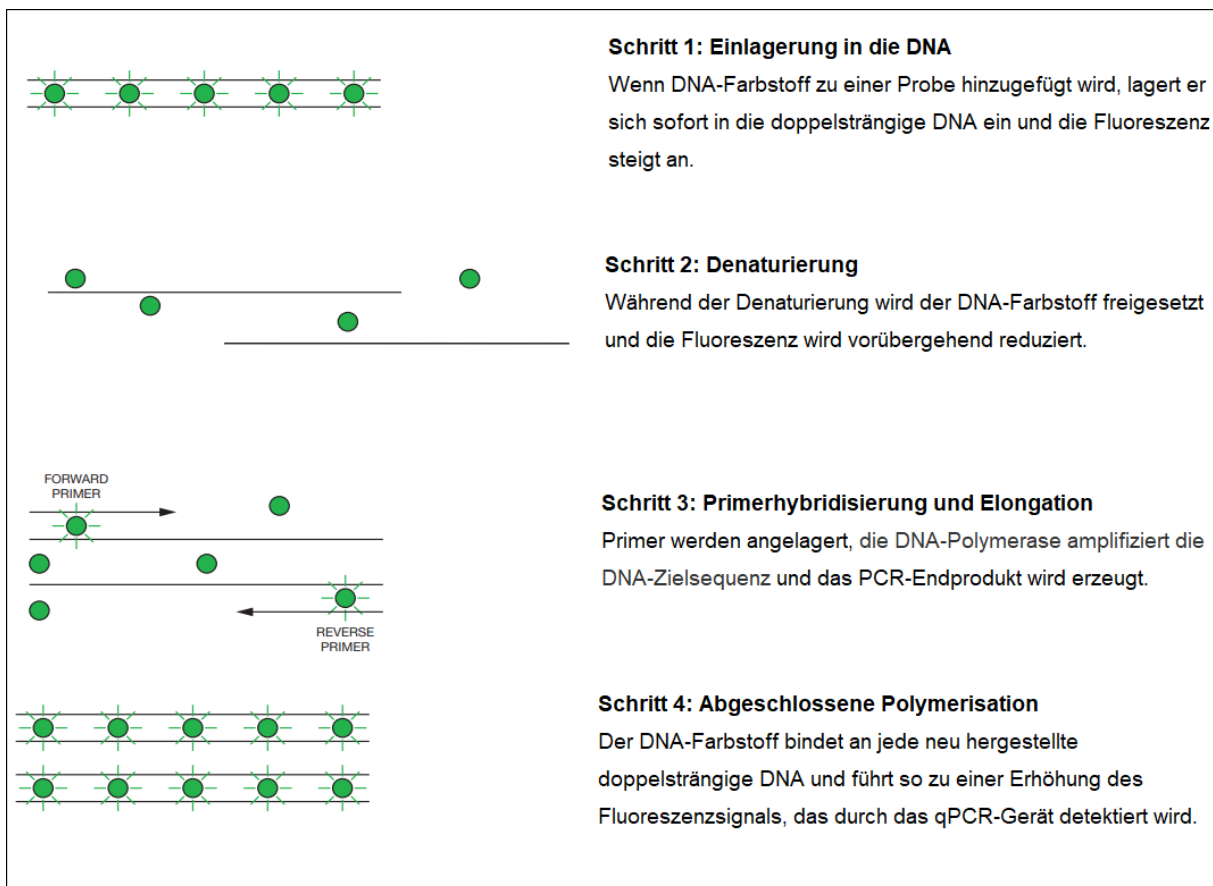 Schritt 1: Einlagerung in die DNA
Wenn DNA-Farbstoff zu einer Probe hinzugefügt wird, lagert er
sich sofort in die doppelsträngige DNA ein und die Fluoreszenz
steigt an.
Schritt 2: Denaturierung
Während der Denaturierung wird der DNA-Farbstoff freigesetzt
und die Fluoreszenz wird vorübergehend reduziert.
FORWARD
PRIMER
Schritt 3: Primerhybridisierung und Elongation
Primer werden angelagert, die DNA-Polymerase amplifiziert die
DNA-Zielsequenz und das PCR-Endprodukt wird erzeugt.
REVERSE
PRIMER
Schritt 4: Abgeschlossene Polymerisation
Der DNA-Farbstoff bindet an jede neu hergestellte
doppelsträngige DNA und führt so zu einer Erhöhung des
Fluoreszenzsignals, das durch das qPCR-Gerät detektiert wird.